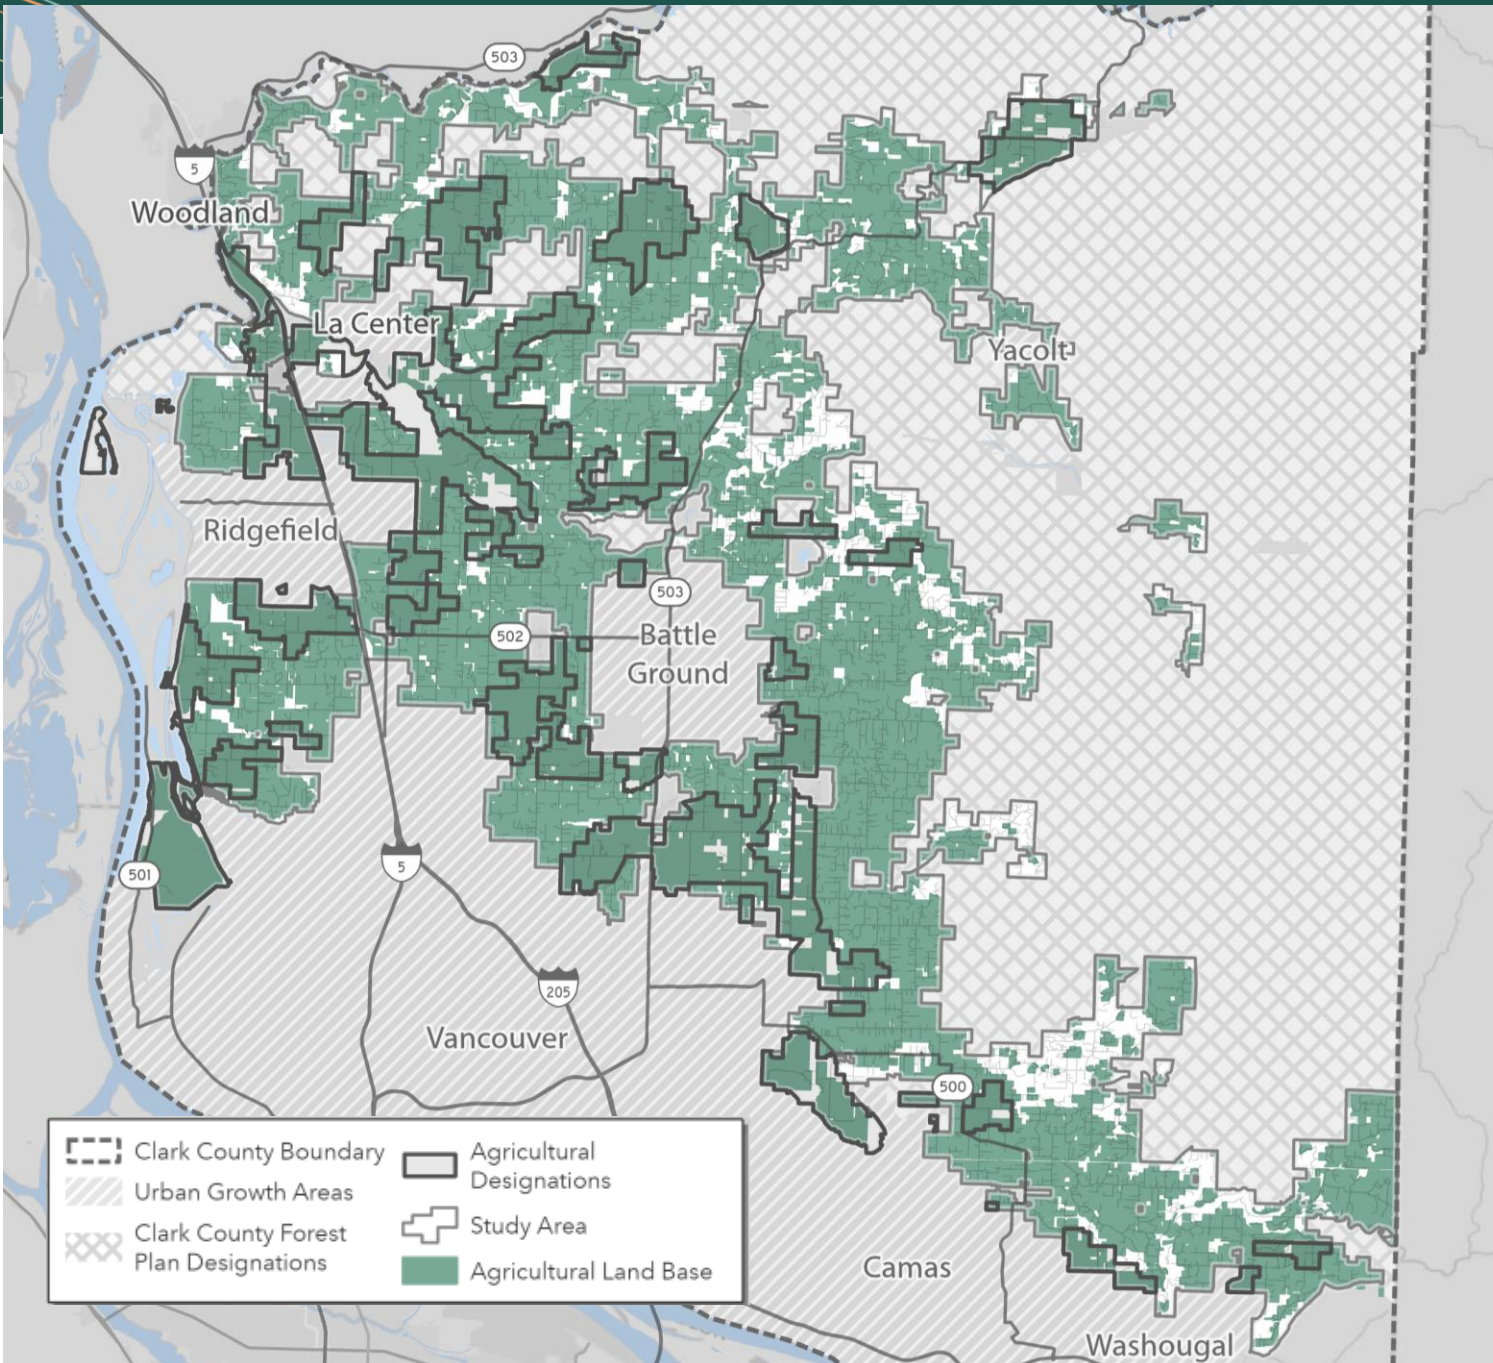 503
5
Woodland
La Center
Yacolt
Ridgefield
503
502
Battle
Ground
501
5
205
Vancouver
500
Clark County Boundary
Urban Growth Areas
Clark County Forest
Plan Designations
Agricultural
Designations
Study Area
Agricultural Land Base
Camas
Washougal